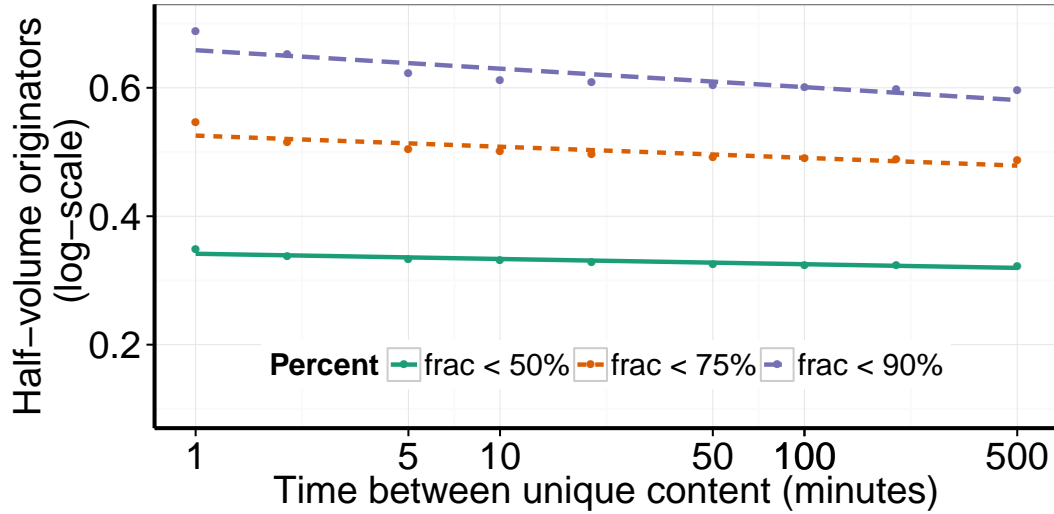 Half−volume originators
(log−scale)
0.6
0.4
0.2
Percent frac < 50% frac < 75% frac < 90%
1 5 10 50 100 500
Time between unique content (minutes)